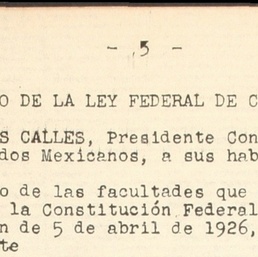 - 5 -
O DE LA LEY FEDERAL DE C
S CALLES, Presidente Con
dos Mexicanos, a sus hab
o de las facultades que
la Constitución Federal
n de 5 de abril de 1926,
te